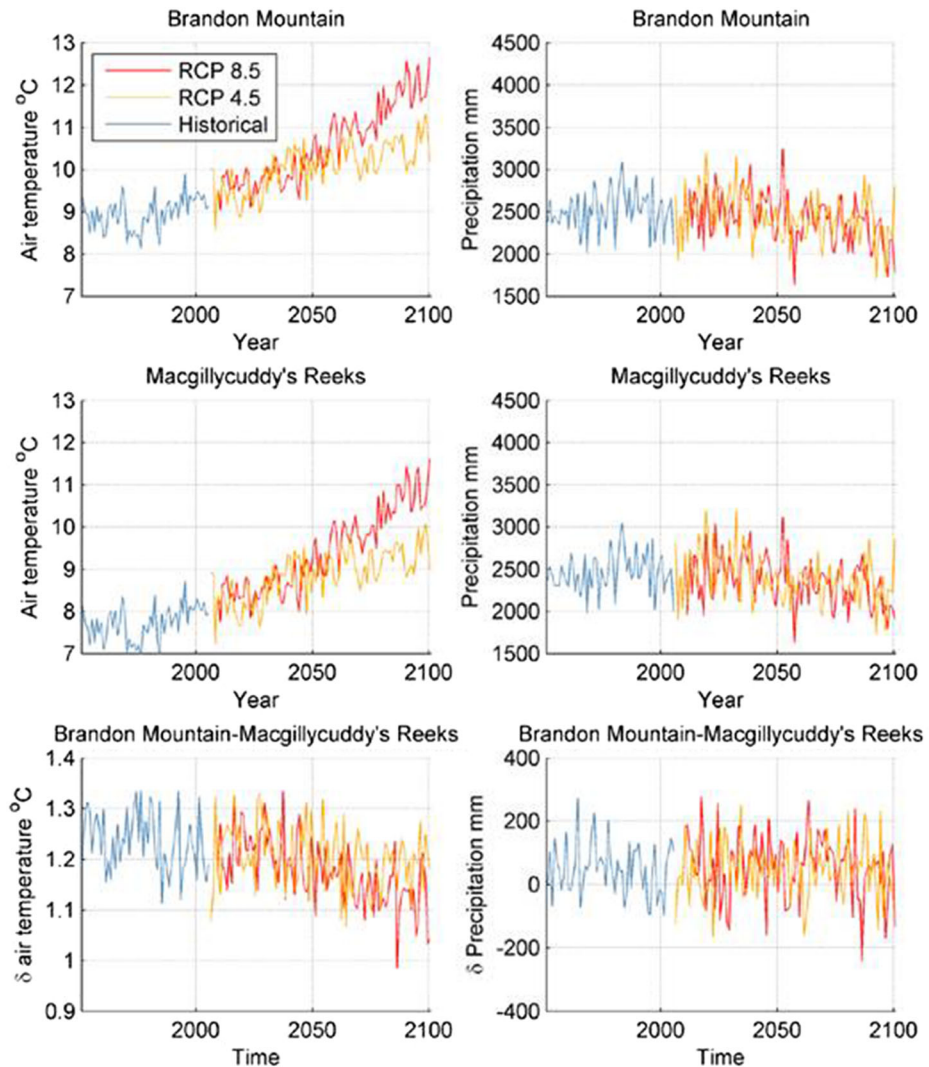 Brandon Mountain
Air temperature °C
13
12
11
10
9
8
7
RCP 8.5
RCP 4.5
Historical
2000
2050
2100
Year
Brandon Mountain
Precipitation mm
4500
4000
3500
3000
2500
2000
1500
2000
2050
2100
Year
Macgillycuddy's Reeks
Air temperature °C
13
12
11
10
9
8
7
2000
2050
2100
Year
Macgillycuddy's Reeks
Precipitation mm
4500
4000
3500
3000
2500
2000
1500
2000
2050
2100
Year
Brandon Mountain-Macgillycuddy's Reeks
δ air temperature °C
1.4
1.3
1.2
1.1
1
0.9
2000
2050
2100
Time
Brandon Mountain-Macgillycuddy's Reeks
δ Precipitation mm
400
200
0
-200
-400
2000
2050
2100
Time